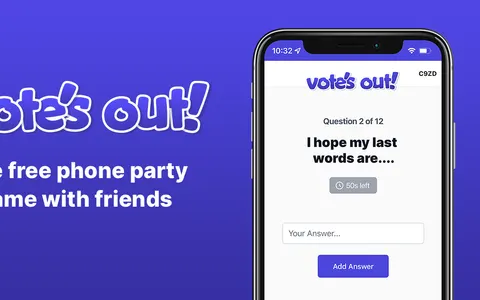 ote's out!
e free phone party
ame with friends
10:32
vote's out!
C9ZD
Question 2 of 12
I hope my last
words are....
50s left
Your Answer...
Add Answer